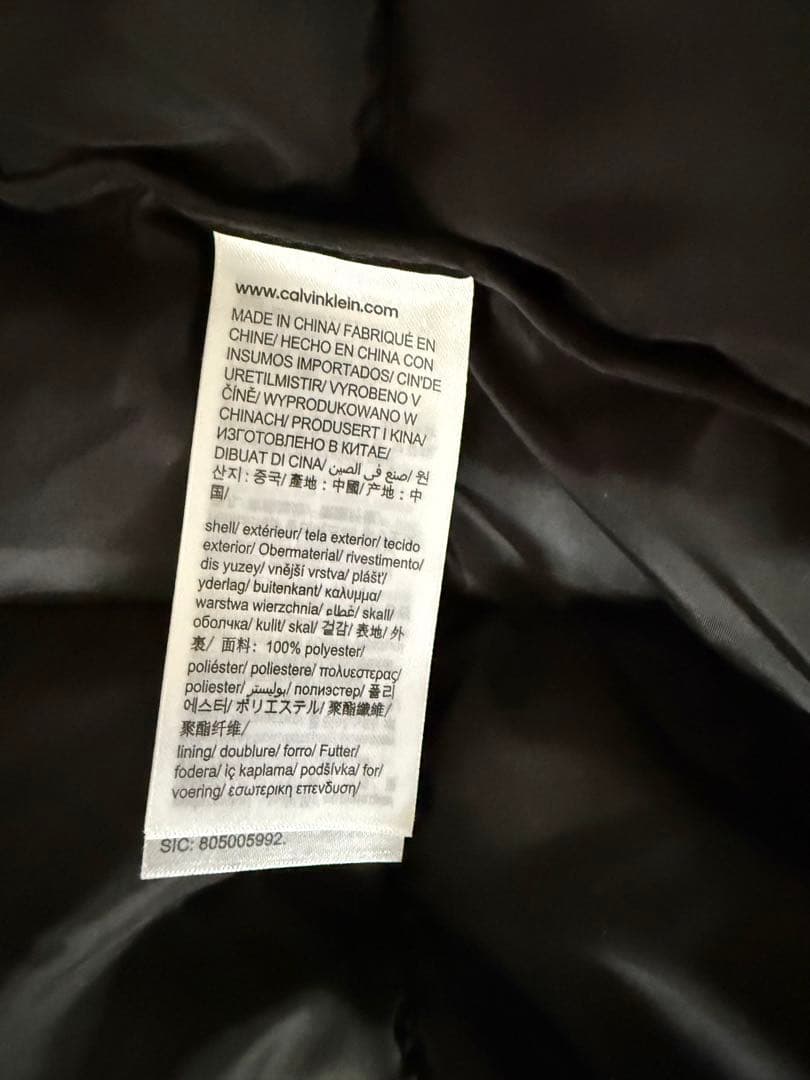 www.calvinklein.com
MADE IN CHINA/ FABRIQUÉ EN
CHINE/ HECHO EN CHINA CON
INSUMOS IMPORTADOS/ CIN'DE
URETILMISTIR/ VYROBENO V
ČÍNĚ/ WYPRODUKOWANO W
CHINACH/ PRODUSERT I KINA/
ИЗГОТОВЛЕНО В КИТАЕ/
DIBUAT DI CINA/ صنع في الصين/ 원
산지 : 중국/ 產地 : 中國/ 产地 : 中
国/
shell/ extérieur/ tela exterior/ tecido
exterior/ Obermaterial/ rivestimento/
dis yuzey/ vnější vrstva/ plášť/
yderlag/ buitenkant/ καλυμμα/
warstwa wierzchnia/ غطاء/ skall/
оболчка/ kulit/ skal/ 겉감/ 表地/ 外
裏/ 面料: 100% polyester/
poliéster/ poliestere/ πολυεστερας/
poliester/ بوليستر/ полиэстер/ 폴리
에스터/ ポリエステル/ 聚酯纖維/
聚酯纤维/
lining/ doublure/ forro/ Futter/
fodera/ iç kaplama/ podšívka/ for/
voering/ εσωτερικη επενδυση/
SIC: 805005992.